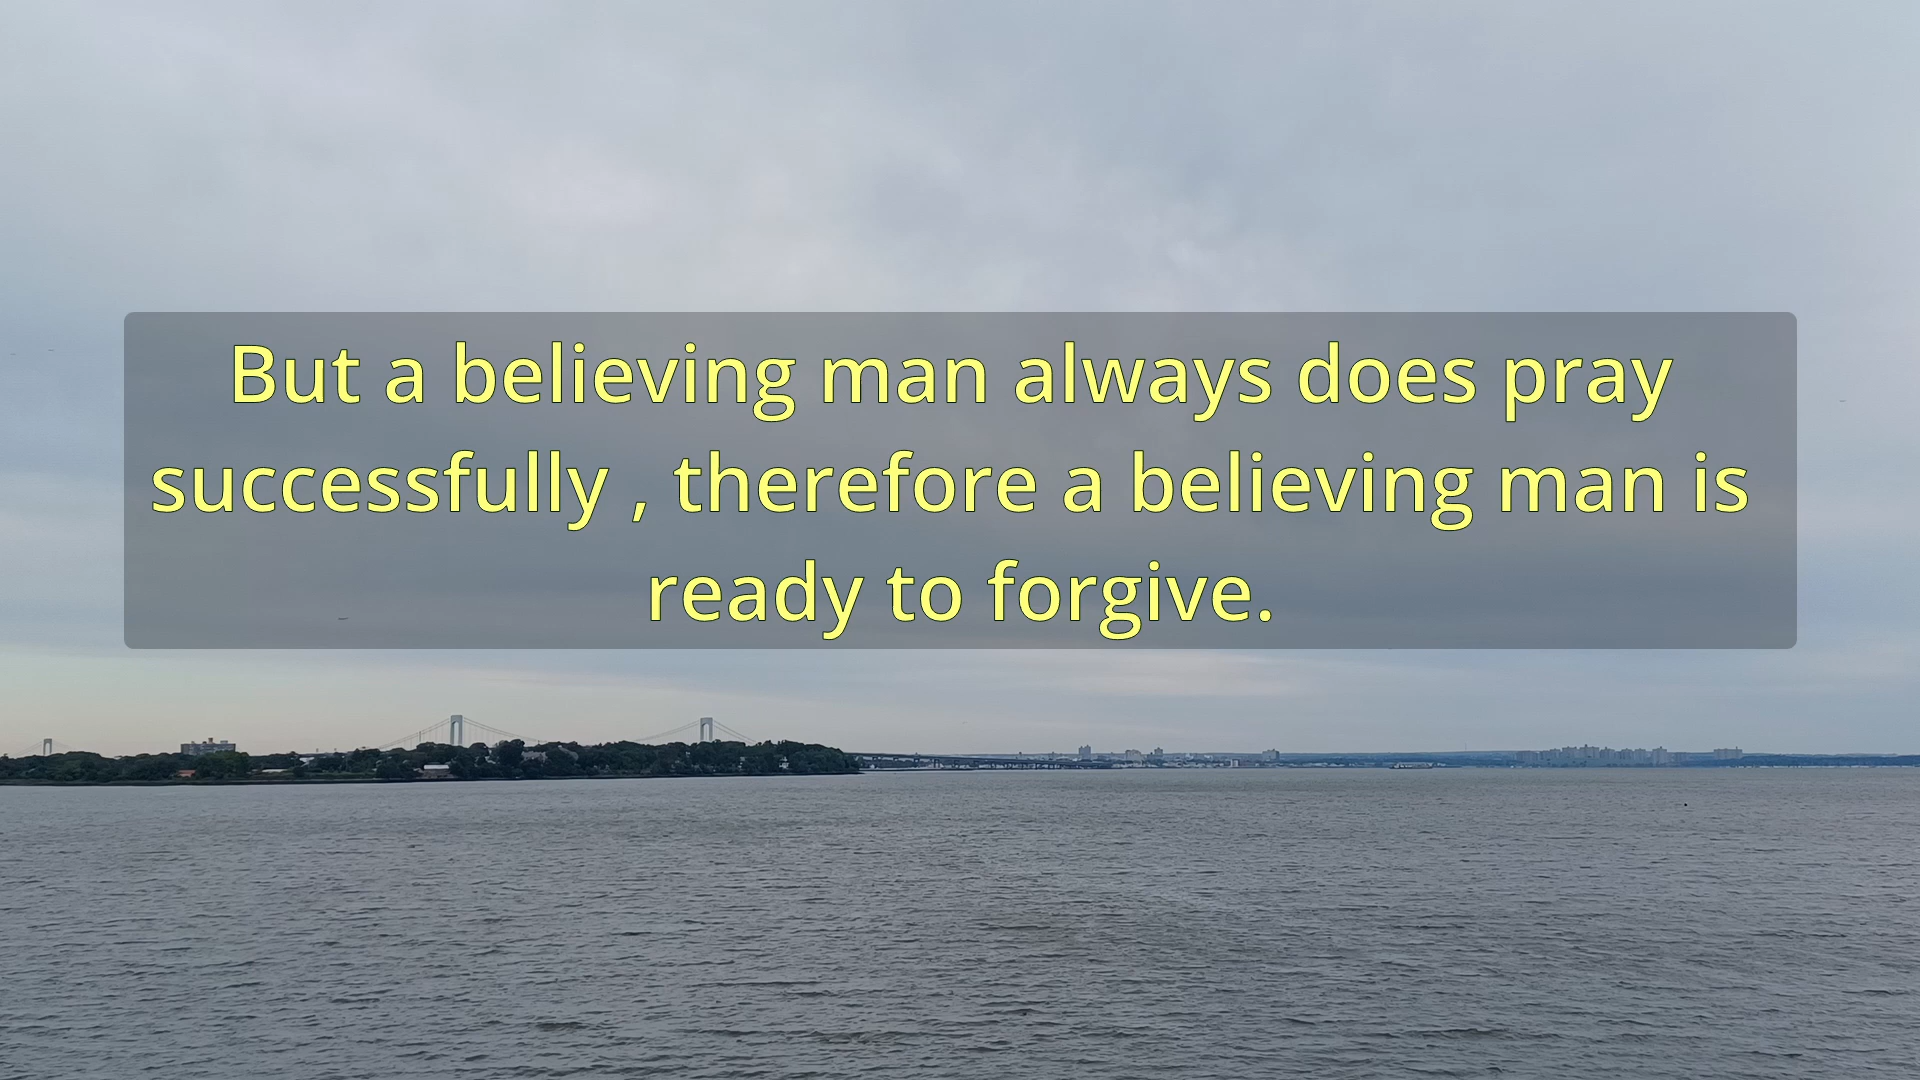 But a believing man always does pray
successfully , therefore a believing man is
ready to forgive.